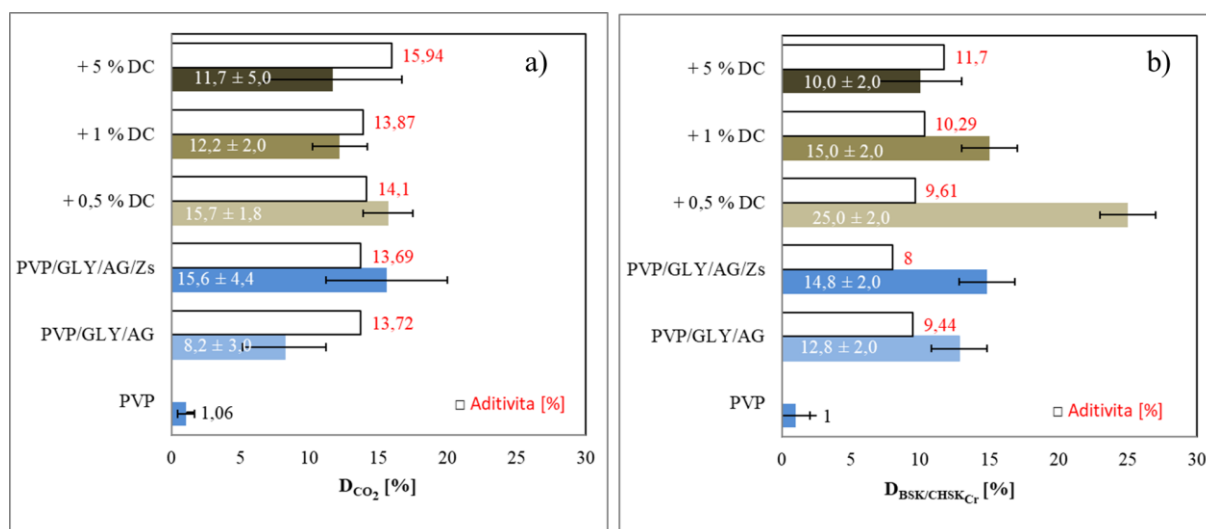 a)
+ 5 % DC
15,94
11,7 ± 5,0
+ 1 % DC
13,87
12,2 ± 2,0
+ 0,5 % DC
14,1
15,7 ± 1,8
PVP/GLY/AG/Zs
13,69
15,6 ± 4,4
PVP/GLY/AG
13,72
8,2 ± 3,0
PVP
1,06
Aditivita [%]
0 5 10 15 20 25 30
D_CO₂ [%]
b)
+ 5 % DC
11,7
10,0 ± 2,0
+ 1 % DC
10,29
15,0 ± 2,0
+ 0,5 % DC
9,61
25,0 ± 2,0
PVP/GLY/AG/Zs
8
14,8 ± 2,0
PVP/GLY/AG
9,44
12,8 ± 2,0
PVP
1
Aditivita [%]
0 5 10 15 20 25 30
D_BSK/CHSK_Cr [%]